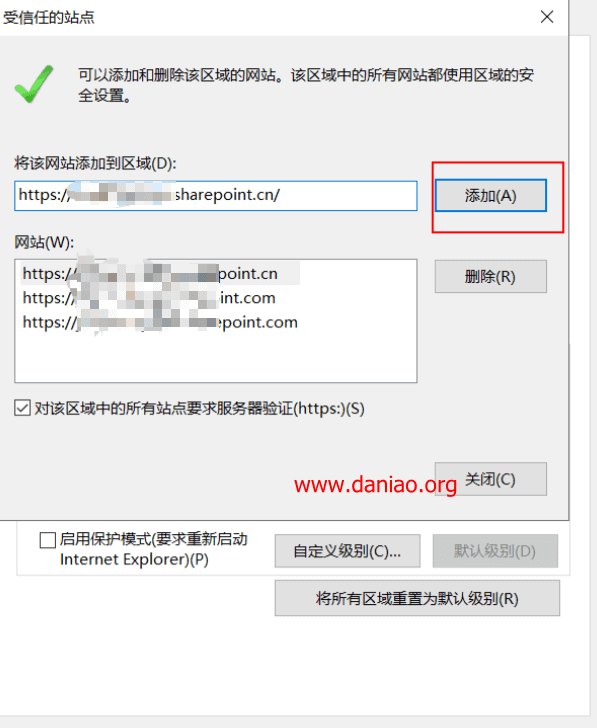 受信任的站点
可以添加和删除该区域的网站。该区域中的所有网站都使用区域的安
全设置。
将该网站添加到区域(D):
https:/ sharepoint.cn/
添加(A)
网站(W):
https:/ point.cn
https:/ int.com
https:/ epoint.com
删除(R)
对该区域中的所有站点要求服务器验证(https:)(S)
www.daniao.org
关闭(C)
启用保护模式(要求重新启动
Internet Explorer)(P)
自定义级别(C)...
默认级别(D)
将所有区域重置为默认级别(R)